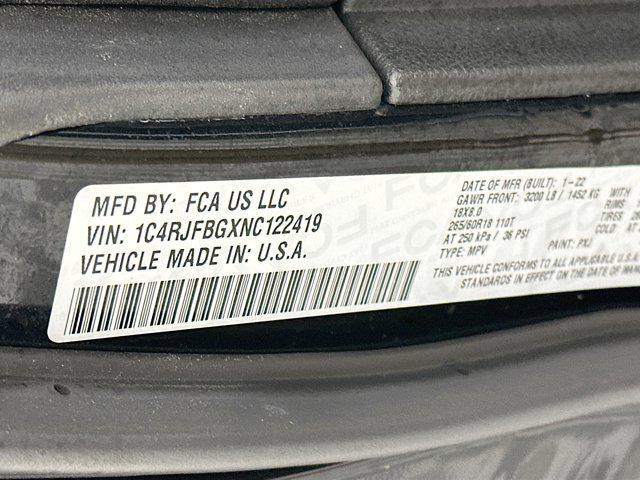 MFD BY: FCA US LLC
VIN: 1C4RJFBGXNC122419
VEHICLE MADE IN: U.S.A.
DATE OF MFR (BUILT): 1-22
GAWR FRONT: 3200 LB / 1452 KG WITH
18X8.0 RIMS
265/60R18 110T TIRES
AT 250 kPa / 36 PSI COLD
TYPE: MPV PAINT: PXJ
THIS VEHICLE CONFORMS TO ALL APPLICABLE U.S.A.
STANDARDS IN EFFECT ON THE DATE OF